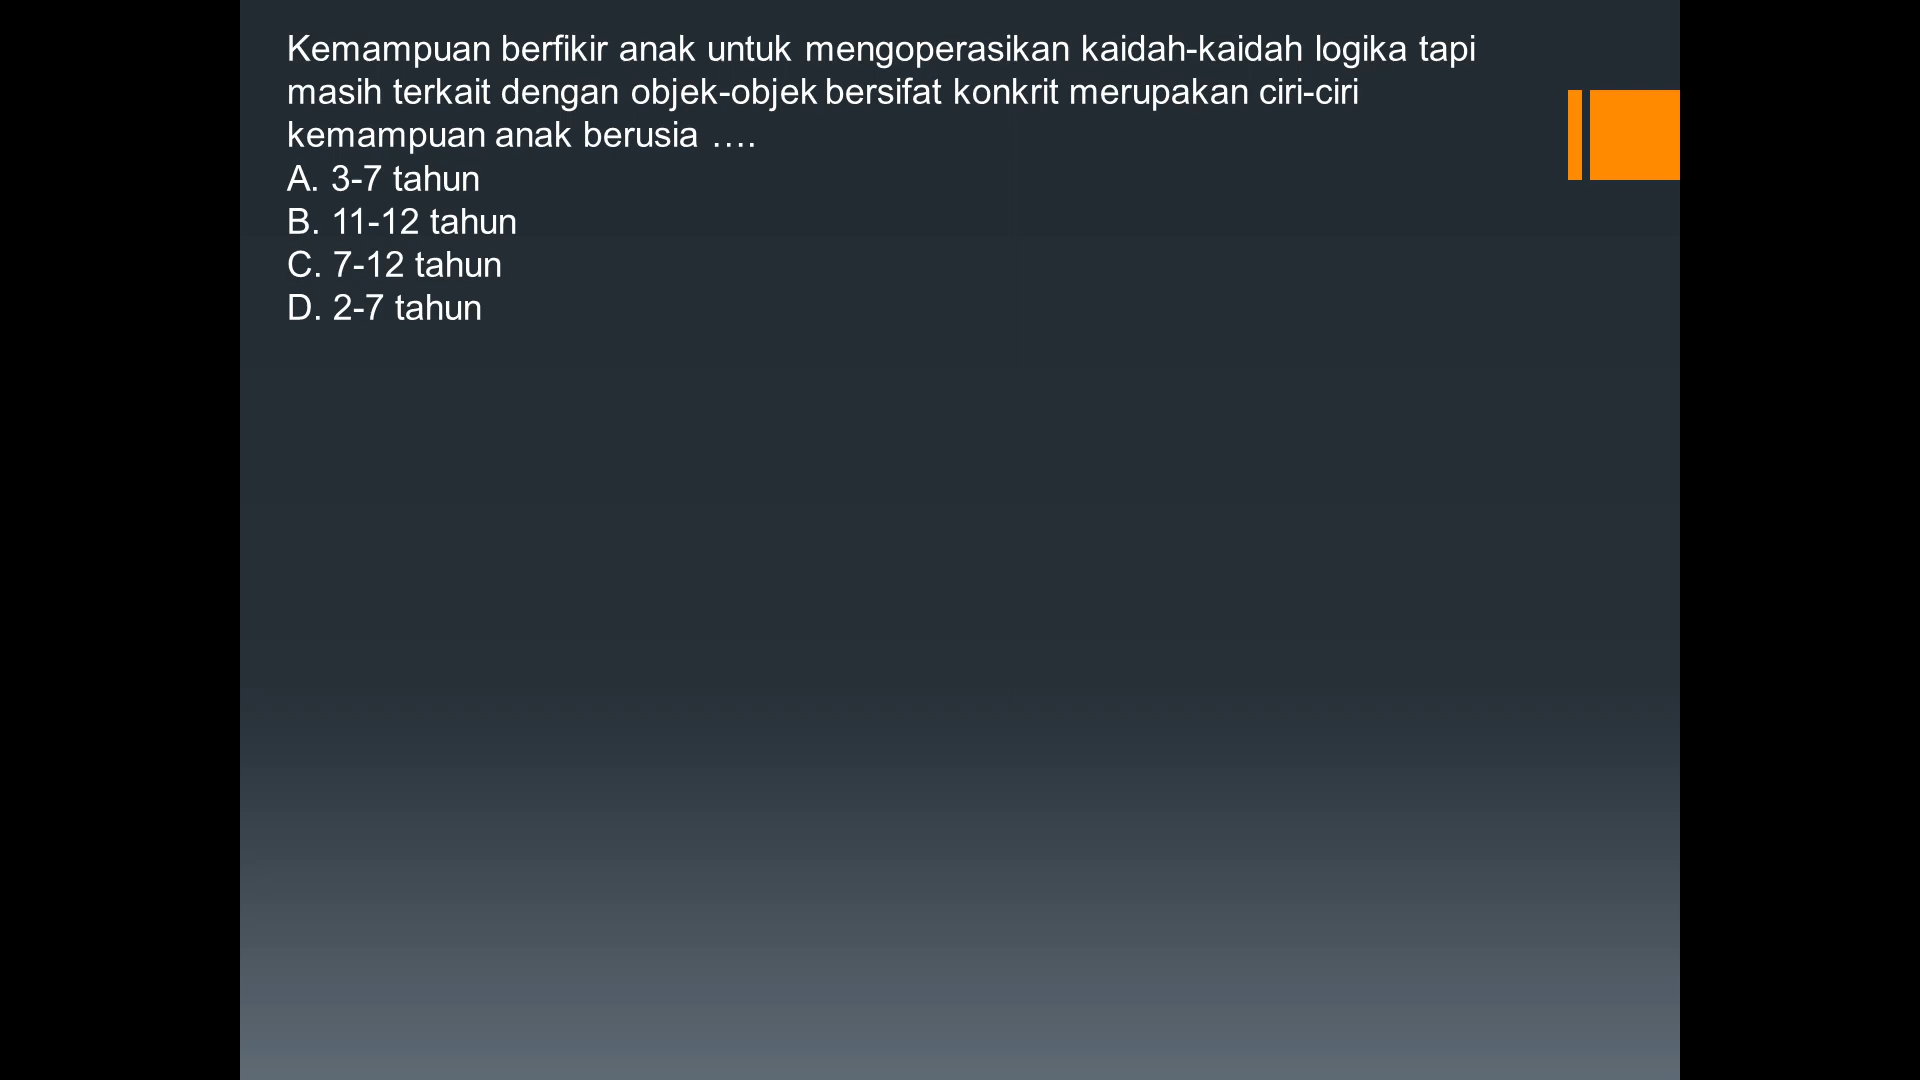 Kemampuan berfikir anak untuk mengoperasikan kaidah-kaidah logika tapi
masih terkait dengan objek-objek bersifat konkrit merupakan ciri-ciri
kemampuan anak berusia ….
A. 3-7 tahun
B. 11-12 tahun
C. 7-12 tahun
D. 2-7 tahun